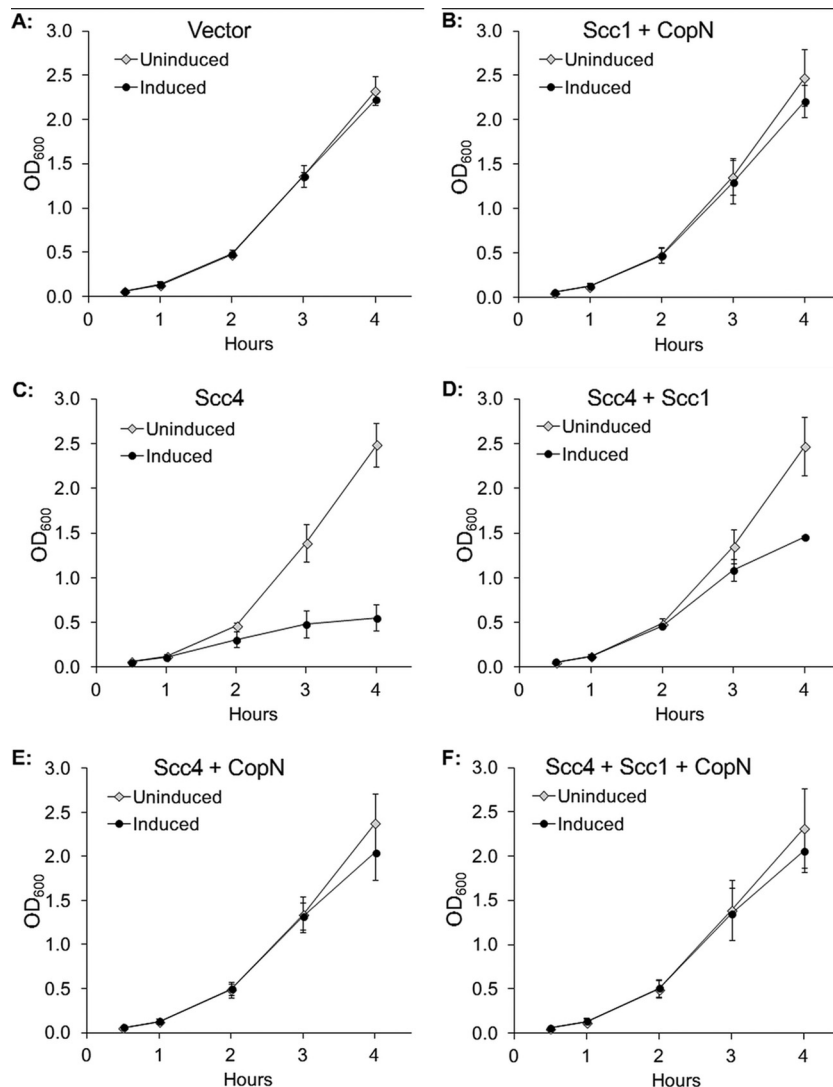 A:
Vector
Uninduced
Induced
3.0
2.5
2.0
1.5
1.0
0.5
0.0
OD600
0 1 2 3 4
Hours
B:
Scc1 + CopN
Uninduced
Induced
3.0
2.5
2.0
1.5
1.0
0.5
0.0
OD600
0 1 2 3 4
Hours
C:
Scc4
Uninduced
Induced
3.0
2.5
2.0
1.5
1.0
0.5
0.0
OD600
0 1 2 3 4
Hours
D:
Scc4 + Scc1
Uninduced
Induced
3.0
2.5
2.0
1.5
1.0
0.5
0.0
OD600
0 1 2 3 4
Hours
E:
Scc4 + CopN
Uninduced
Induced
3.0
2.5
2.0
1.5
1.0
0.5
0.0
OD600
0 1 2 3 4
Hours
F:
Scc4 + Scc1 + CopN
Uninduced
Induced
3.0
2.5
2.0
1.5
1.0
0.5
0.0
OD600
0 1 2 3 4
Hours